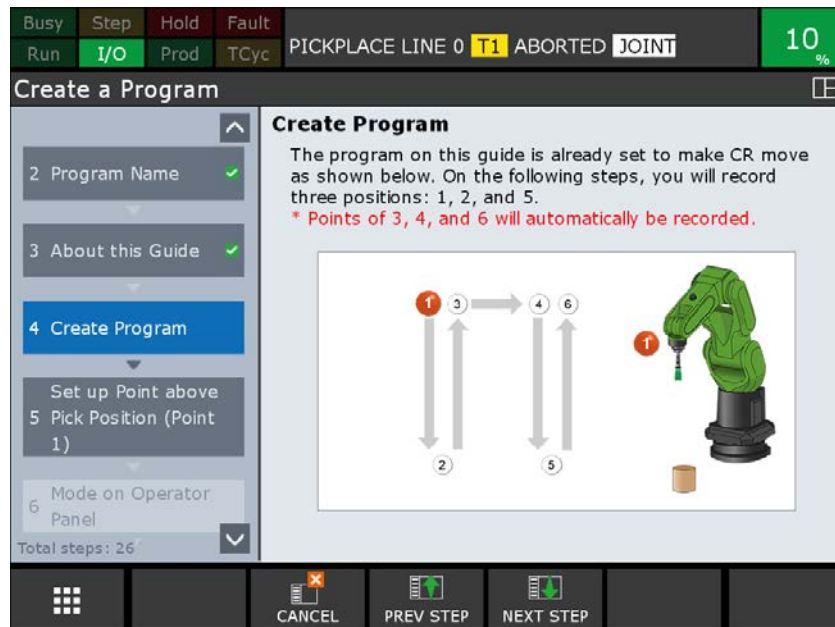 Busy Step Hold Fault
Run I/O Prod TCyc
PICKPLACE LINE 0 T1 ABORTED JOINT
10
%
Create a Program
2 Program Name
3 About this Guide
4 Create Program
Set up Point above
5 Pick Position (Point
1)
Mode on Operator
6
Panel
Total steps: 26
Create Program
The program on this guide is already set to make CR move
as shown below. On the following steps, you will record
three positions: 1, 2, and 5.
* Points of 3, 4, and 6 will automatically be recorded.
1 3 4 6
1
2 5
CANCEL PREV STEP NEXT STEP